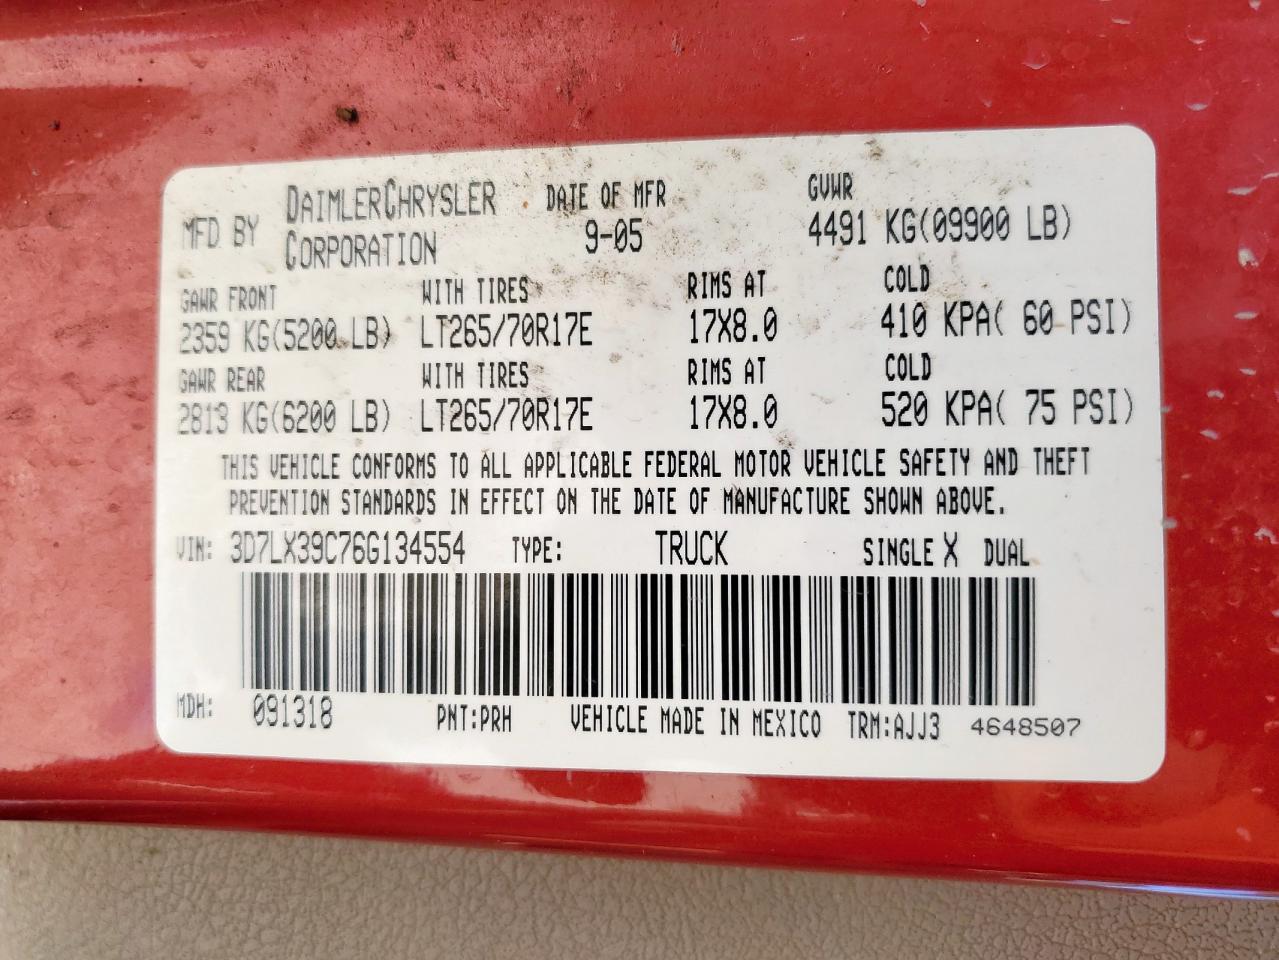 MFD BY DAIMLERCHRYSLER CORPORATION DATE OF MFR 9-05 GVWR 4491 KG(09900 LB)
GAWR FRONT WITH TIRES RIMS AT COLD
2359 KG(5200 LB) LT265/70R17E 17X8.0 410 KPA( 60 PSI)
GAWR REAR WITH TIRES RIMS AT COLD
2813 KG(6200 LB) LT265/70R17E 17X8.0 520 KPA( 75 PSI)
THIS VEHICLE CONFORMS TO ALL APPLICABLE FEDERAL MOTOR VEHICLE SAFETY AND THEFT
PREVENTION STANDARDS IN EFFECT ON THE DATE OF MANUFACTURE SHOWN ABOVE.
VIN: 3D7LX39C76G134554 TYPE: TRUCK SINGLE X DUAL
MDH: 091318 PNT:PRH VEHICLE MADE IN MEXICO TRM:AJJ3 4648507